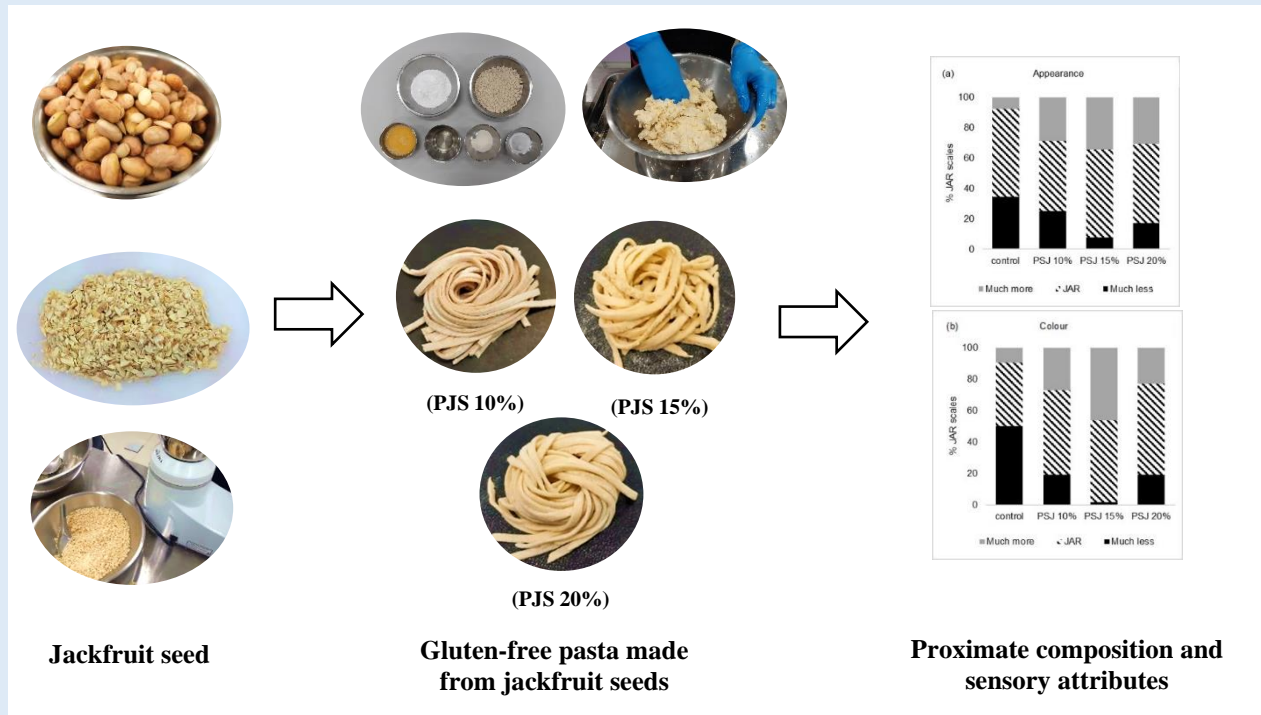 (PJS 10%)
(PJS 15%)
(PJS 20%)
Jackfruit seed
Gluten-free pasta made
from jackfruit seeds
(a)
Appearance
% JAR scales
100
80
60
40
20
0
control PSJ 10% PSJ 15% PSJ 20%
Much more JAR Much less
(b)
Colour
% JAR scales
100
80
60
40
20
0
control PSJ 10% PSJ 15% PSJ 20%
Much more JAR Much less
Proximate composition and
sensory attributes